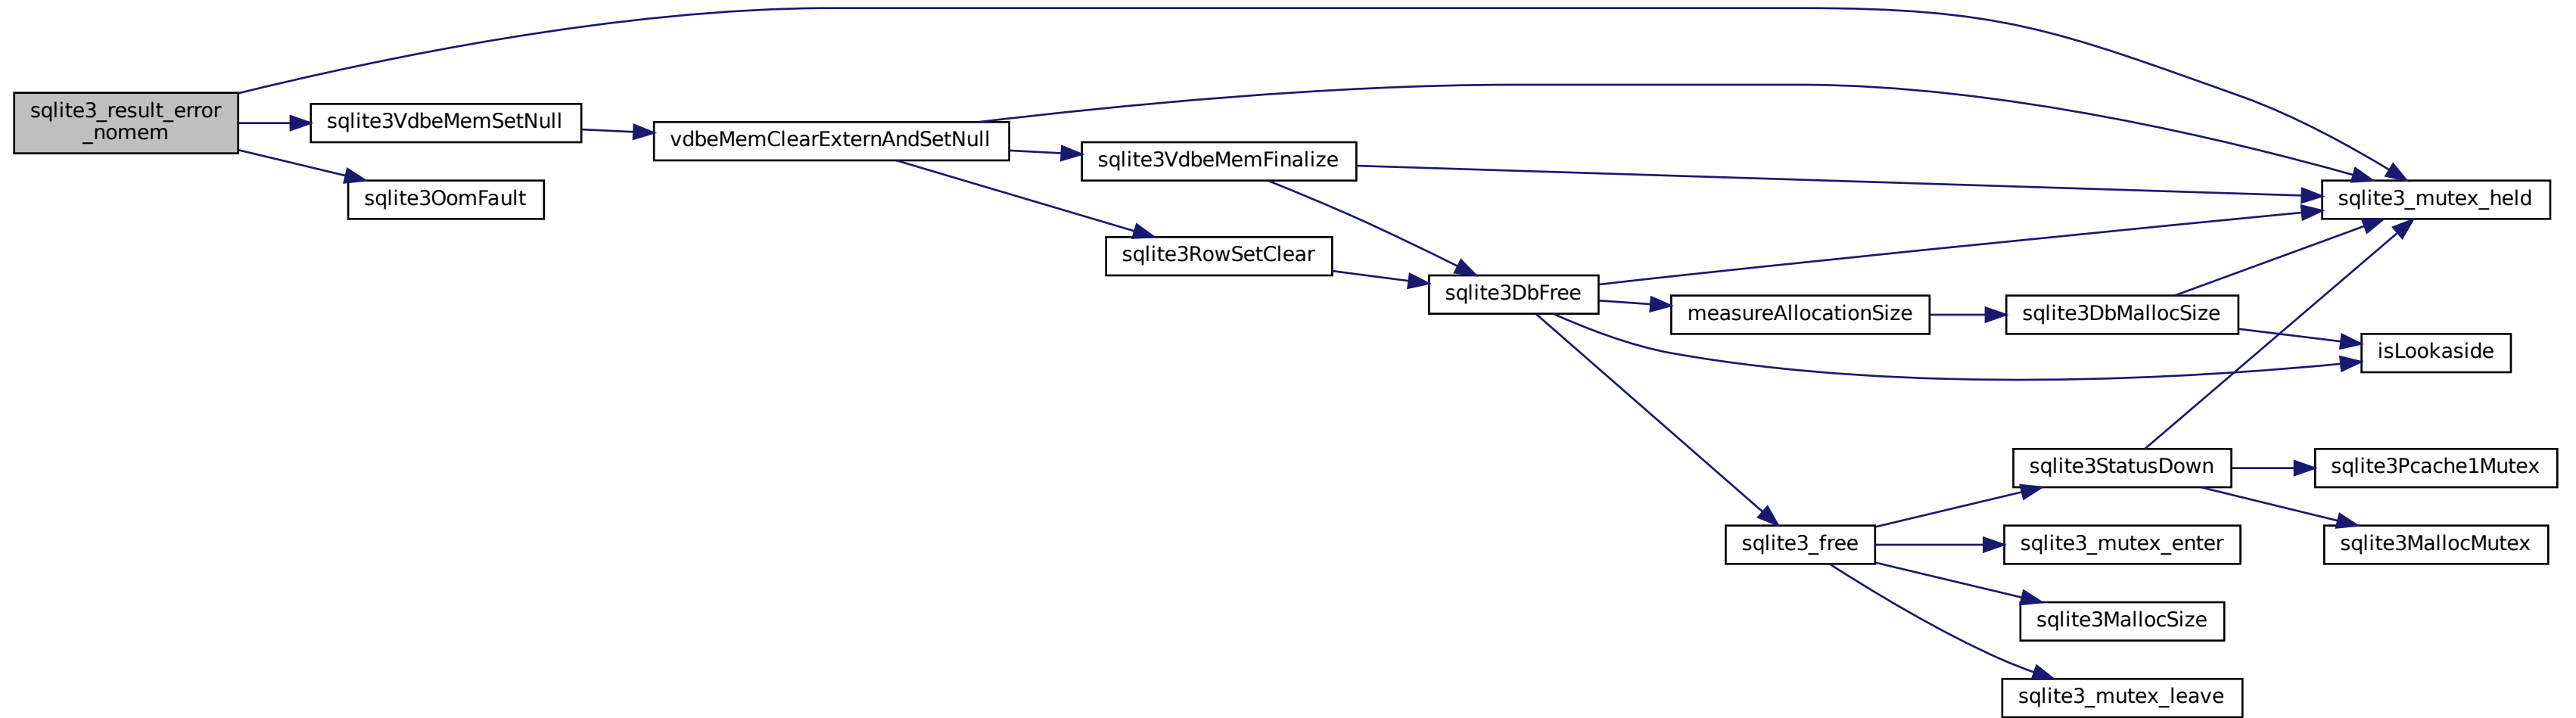 sqlite3_result_error
_nomem
sqlite3VdbeMemSetNull
sqlite3OomFault
vdbeMemClearExternAndSetNull
sqlite3VdbeMemFinalize
sqlite3RowSetClear
sqlite3DbFree
measureAllocationSize
sqlite3DbMallocSize
sqlite3_mutex_held
isLookaside
sqlite3_free
sqlite3StatusDown
sqlite3Pcache1Mutex
sqlite3MallocMutex
sqlite3_mutex_enter
sqlite3MallocSize
sqlite3_mutex_leave